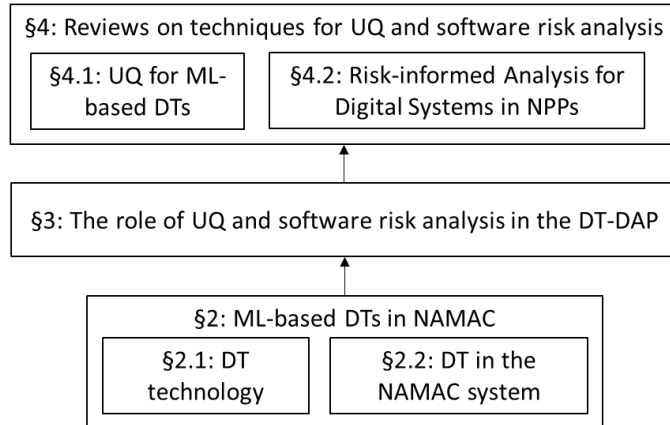 §4: Reviews on techniques for UQ and software risk analysis
§4.1: UQ for ML-
based DTs
§4.2: Risk-informed Analysis for
Digital Systems in NPPs
§3: The role of UQ and software risk analysis in the DT-DAP
§2: ML-based DTs in NAMAC
§2.1: DT
technology
§2.2: DT in the
NAMAC system